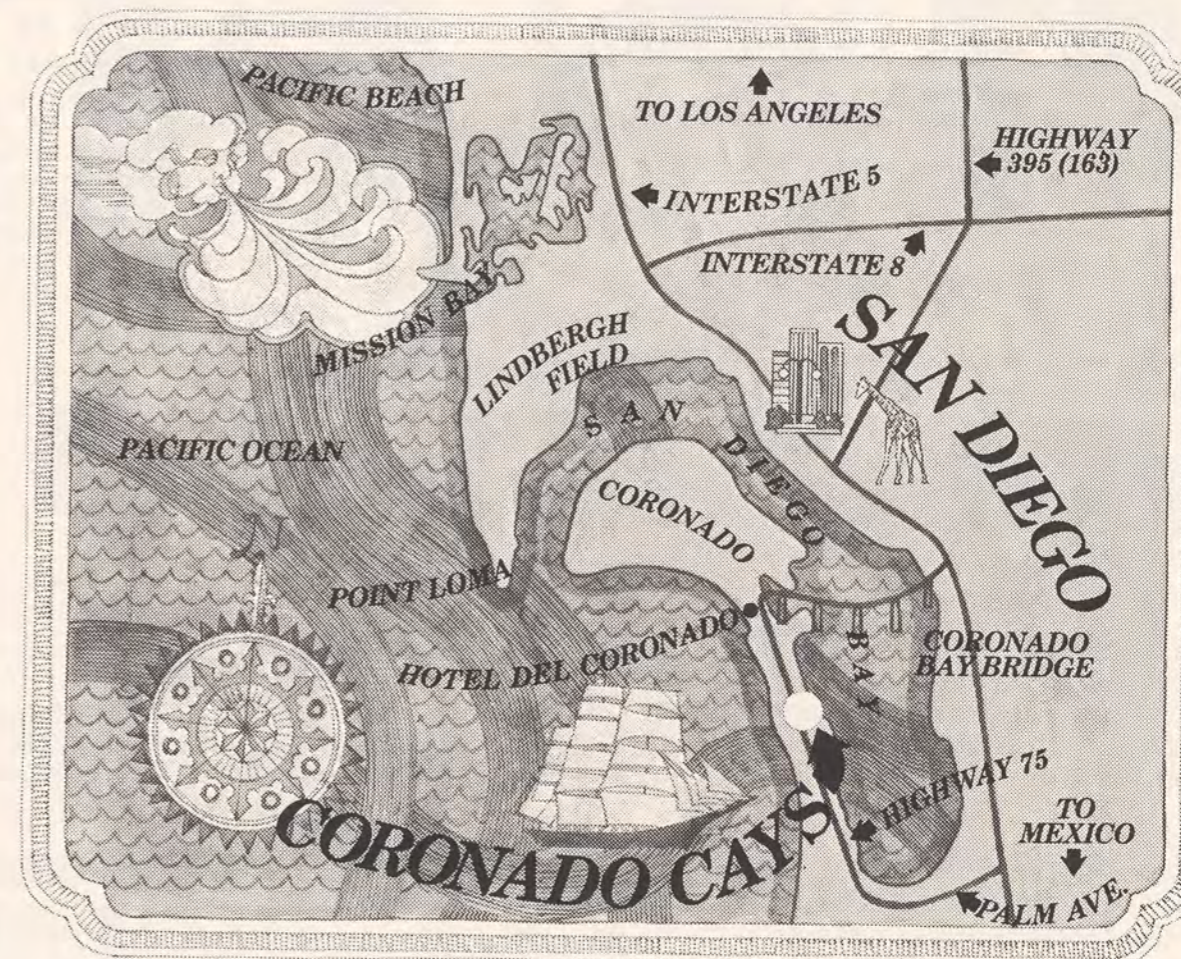 PACIFIC BEACH
TO LOS ANGELES
HIGHWAY
395 (163)
INTERSTATE 5
INTERSTATE 8
MISSION BAY
LINDBERGH
FIELD
SAN DIEGO
SAN DIEGO BAY
PACIFIC OCEAN
CORONADO
N
POINT LOMA
HOTEL DEL CORONADO
CORONADO
BAY BRIDGE
HIGHWAY 75
CORONADO CAYS
TO
MEXICO
PALM AVE.